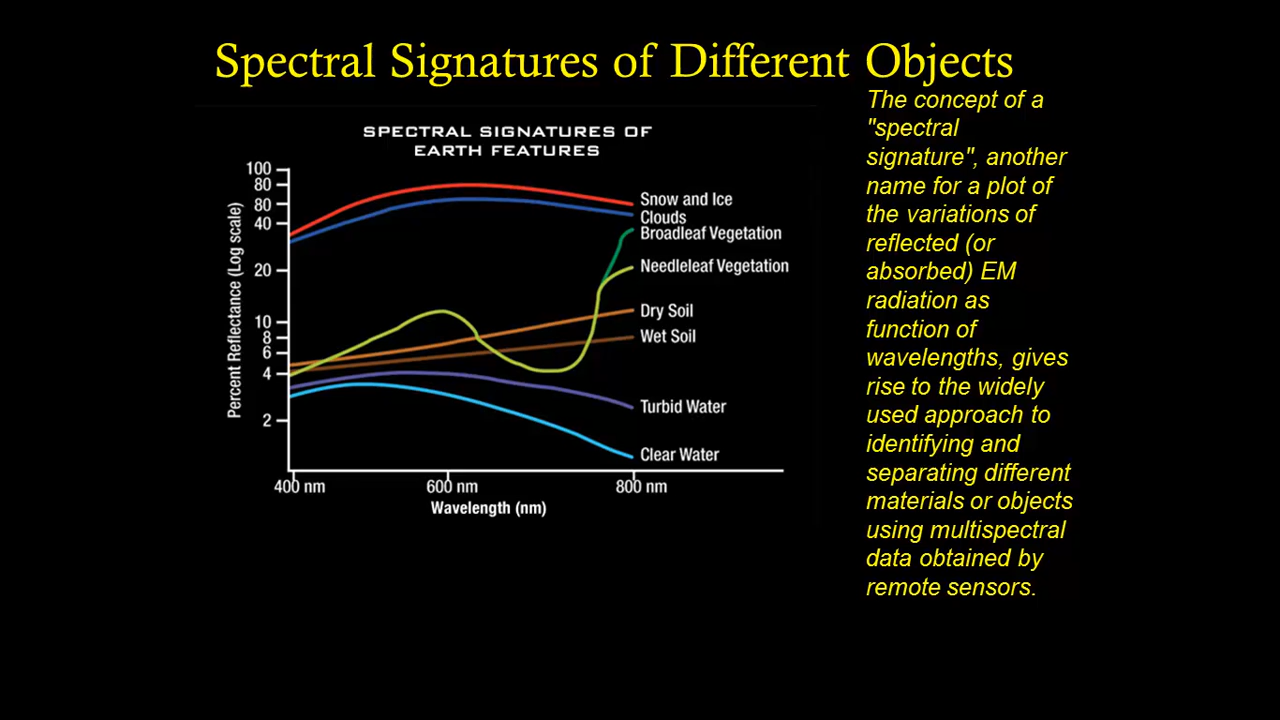 Spectral Signatures of Different Objects
The concept of a
"spectral
signature", another
name for a plot of
the variations of
reflected (or
absorbed) EM
radiation as
function of
wavelengths, gives
rise to the widely
used approach to
identifying and
separating different
materials or objects
using multispectral
data obtained by
remote sensors.
SPECTRAL SIGNATURES OF
EARTH FEATURES
Percent Reflectance (Log scale)
100
80
80
40
20
10
8
6
4
2
Snow and Ice
Clouds
Broadleaf Vegetation
Needleleaf Vegetation
Dry Soil
Wet Soil
Turbid Water
Clear Water
400 nm
600 nm
800 nm
Wavelength (nm)